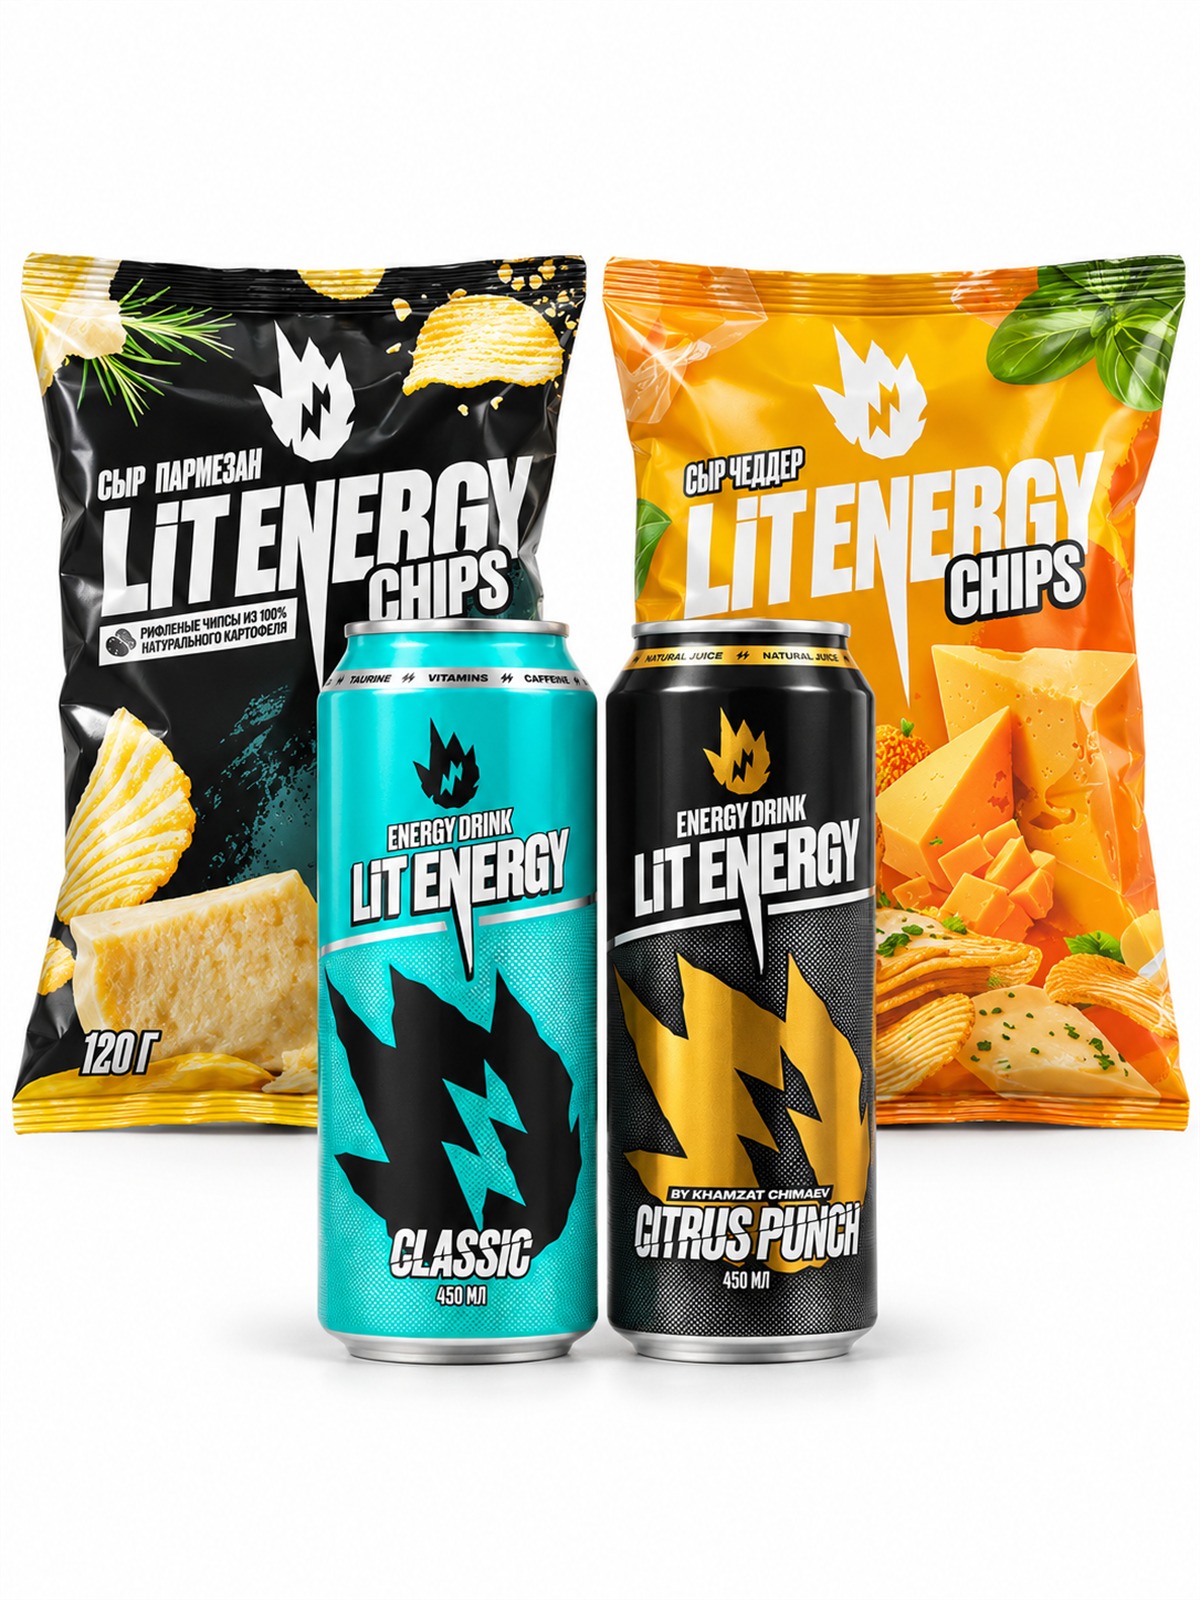 СЫР ПАРМЕЗАН
LiT ENERGY
CHIPS
РИФЛЕНЫЕ ЧИПСЫ ИЗ 100%
НАТУРАЛЬНОГО КАРТОФЕЛЯ
120 Г
СЫР ЧЕДДЕР
LiT ENERGY
CHIPS
TAURINE VITAMINS CAFFEINE
ENERGY DRINK
LiT ENERGY
CLASSIC
450 МЛ
NATURAL JUICE NATURAL JUICE
ENERGY DRINK
LiT ENERGY
BY KHAMZAT CHIMAEV
CITRUS PUNCH
450 МЛ